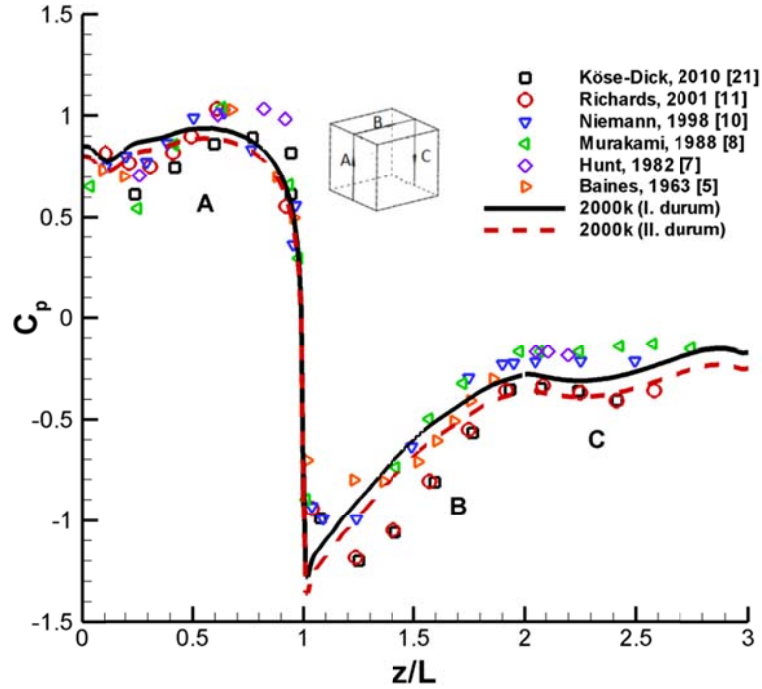 1.5
1
0.5
0
-0.5
-1
-1.5
Cp
0
0.5
1
1.5
2
2.5
3
z/L
A
B
C
A
B
C
Köse-Dick, 2010 [21]
Richards, 2001 [11]
Niemann, 1998 [10]
Murakami, 1988 [8]
Hunt, 1982 [7]
Baines, 1963 [5]
2000k (I. durum)
2000k (II. durum)